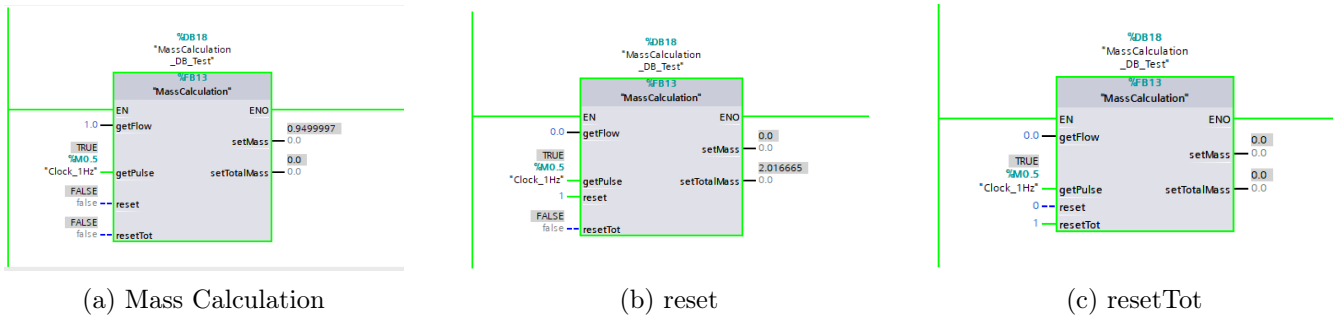 %DB18
"MassCalculation
_DB_Test"
%FB13
"MassCalculation"
EN
ENO
1.0
getFlow
0.9499997
setMass
0.0
TRUE
%M0.5
"Clock_1Hz"
getPulse
0.0
setTotalMass
0.0
FALSE
false
reset
FALSE
false
resetTot
(a) Mass Calculation
%DB18
"MassCalculation
_DB_Test"
%FB13
"MassCalculation"
EN
ENO
0.0
getFlow
0.0
setMass
0.0
TRUE
%M0.5
"Clock_1Hz"
getPulse
2.016665
setTotalMass
0.0
1
reset
FALSE
false
resetTot
(b) reset
%DB18
"MassCalculation
_DB_Test"
%FB13
"MassCalculation"
EN
ENO
0.0
getFlow
0.0
setMass
0.0
TRUE
%M0.5
"Clock_1Hz"
getPulse
0.0
setTotalMass
0.0
0
reset
1
resetTot
(c) resetTot